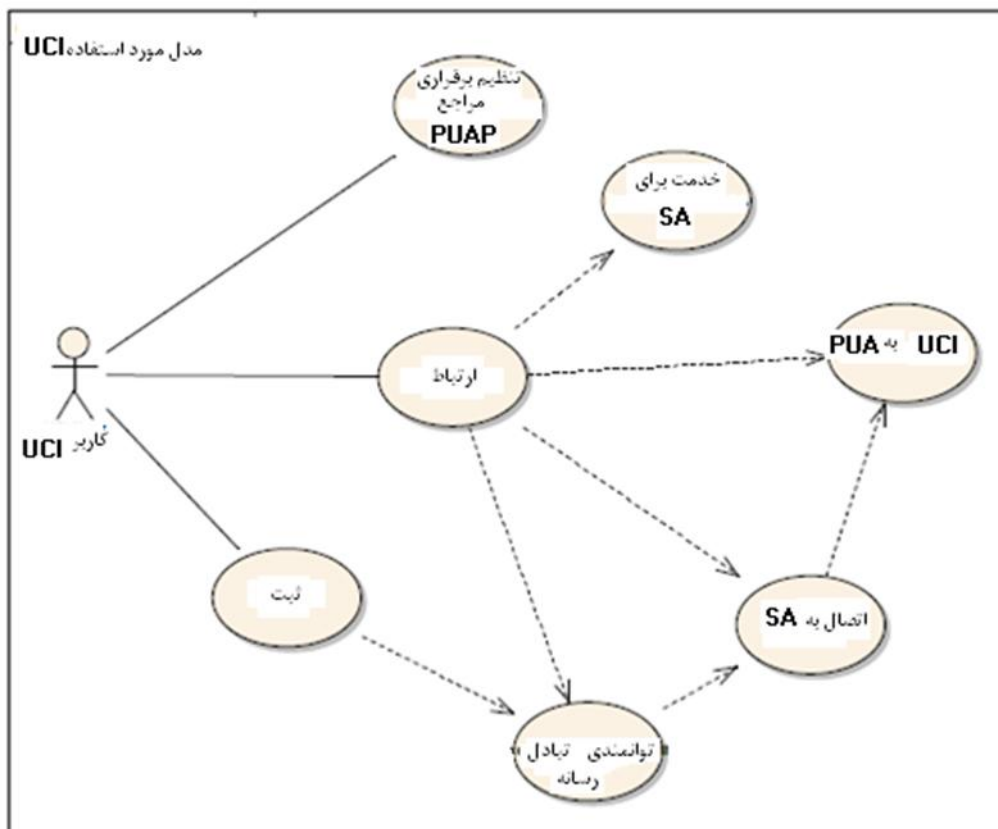 مدل مورد استفاده UCI
تنظیم برقراری
مراجع
PUAP
خدمت برای
SA
UCI به PUA
ارتباط
کاربر UCI
ثبت
اتصال به SA
توانمندی تبادل
رسانه